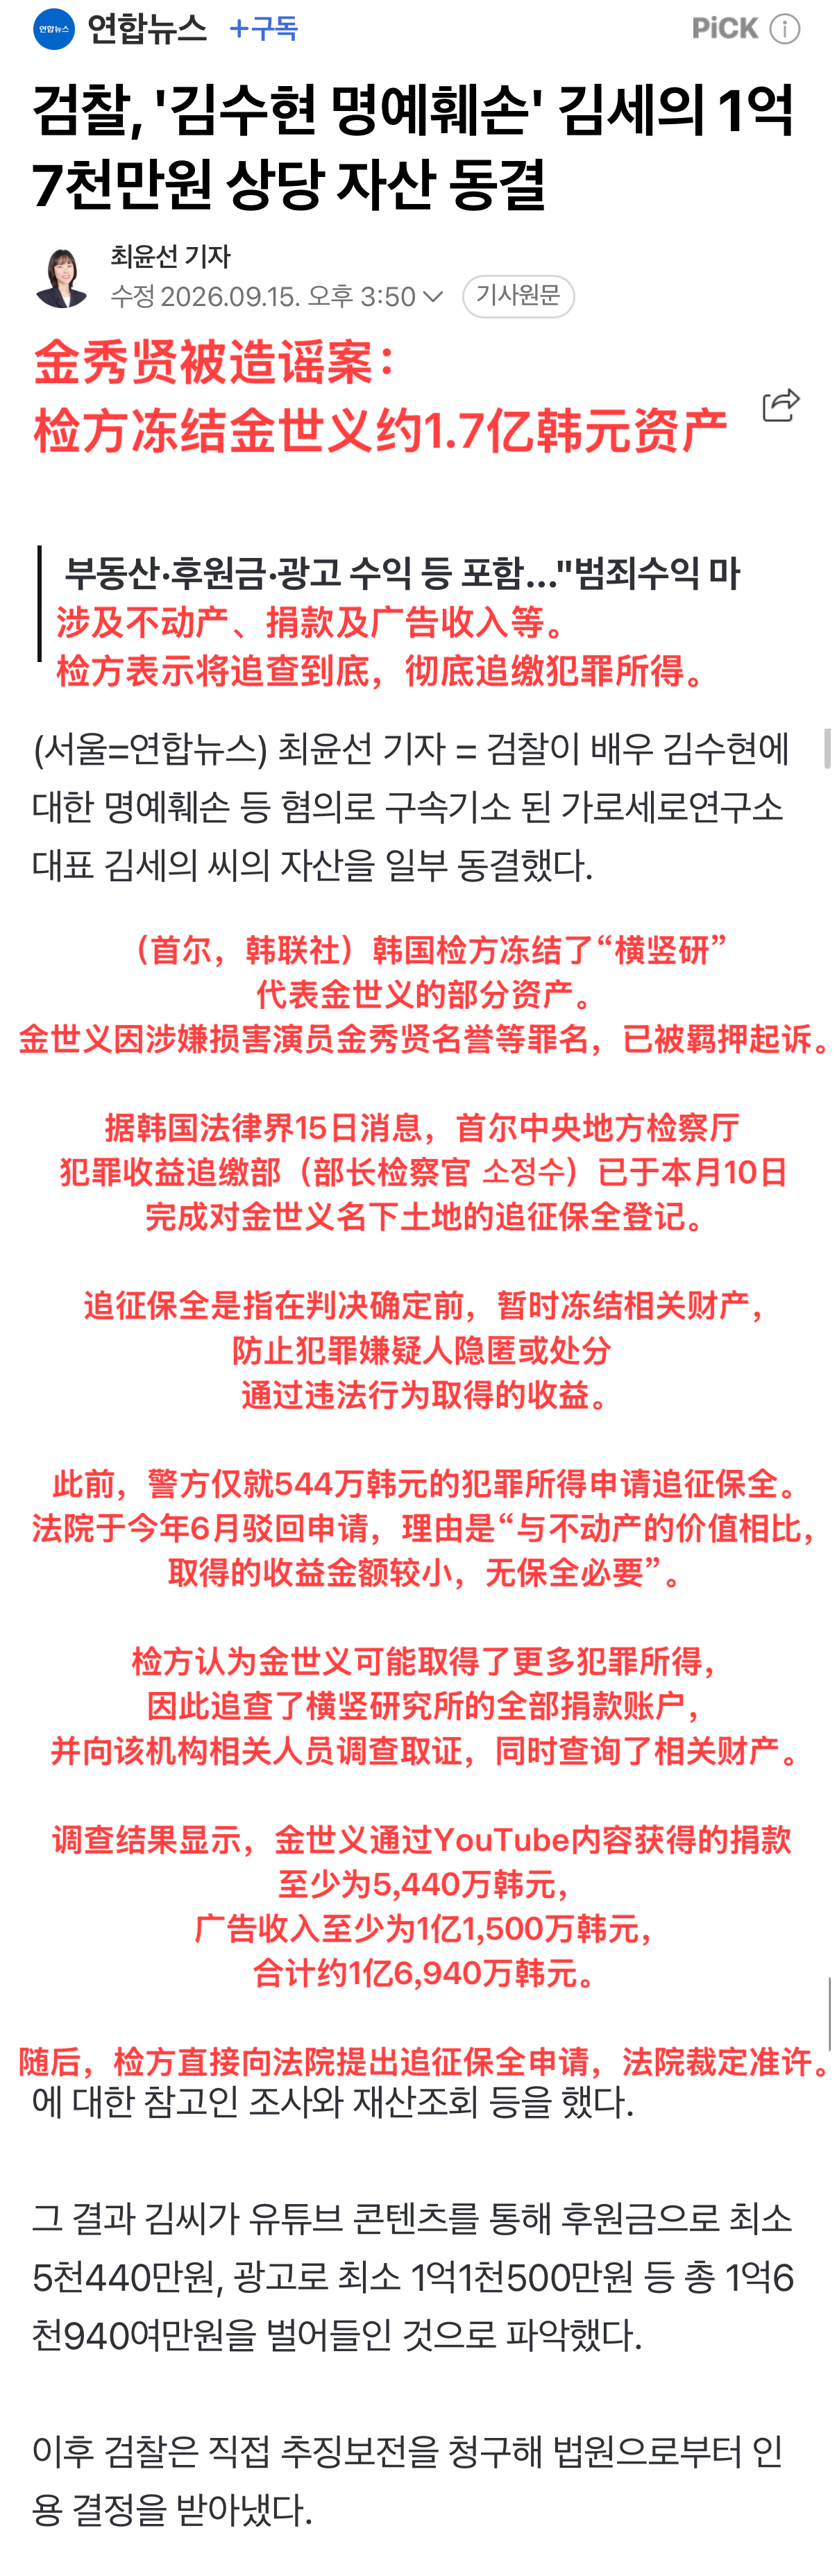 연합뉴스
연합뉴스 +구독
PiCK
검찰, '김수현 명예훼손' 김세의 1억
7천만원 상당 자산 동결
최윤선 기자
수정 2026.09.15. 오후 3:50
기사원문
金秀贤被造谣案：
检方冻结金世义约1.7亿韩元资产
부동산·후원금·광고 수익 등 포함…"범죄수익 마
涉及不动产、捐款及广告收入等。
检方表示将追查到底，彻底追缴犯罪所得。
(서울=연합뉴스) 최윤선 기자 = 검찰이 배우 김수현에
대한 명예훼손 등 혐의로 구속기소 된 가로세로연구소
대표 김세의 씨의 자산을 일부 동결했다.
（首尔，韩联社）韩国检方冻结了“横竖研”
代表金世义的部分资产。
金世义因涉嫌损害演员金秀贤名誉等罪名，已被羁押起诉。
据韩国法律界15日消息，首尔中央地方检察厅
犯罪收益追缴部（部长检察官 소정수）已于本月10日
完成对金世义名下土地的追征保全登记。
追征保全是指在判决确定前，暂时冻结相关财产，
防止犯罪嫌疑人隐匿或处分
通过违法行为取得的收益。
此前，警方仅就544万韩元的犯罪所得申请追征保全。
法院于今年6月驳回申请，理由是“与不动产的价值相比，
取得的收益金额较小，无保全必要”。
检方认为金世义可能取得了更多犯罪所得，
因此追查了横竖研究所的全部捐款账户，
并向该机构相关人员调查取证，同时查询了相关财产。
调查结果显示，金世义通过YouTube内容获得的捐款
至少为5,440万韩元，
广告收入至少为1亿1,500万韩元，
合计约1亿6,940万韩元。
随后，检方直接向法院提出追征保全申请，法院裁定准许。
에 대한 참고인 조사와 재산조회 등을 했다.
그 결과 김씨가 유튜브 콘텐츠를 통해 후원금으로 최소
5천440만원, 광고로 최소 1억1천500만원 등 총 1억6
천940여만원을 벌어들인 것으로 파악했다.
이후 검찰은 직접 추징보전을 청구해 법원으로부터 인
용 결정을 받아냈다.